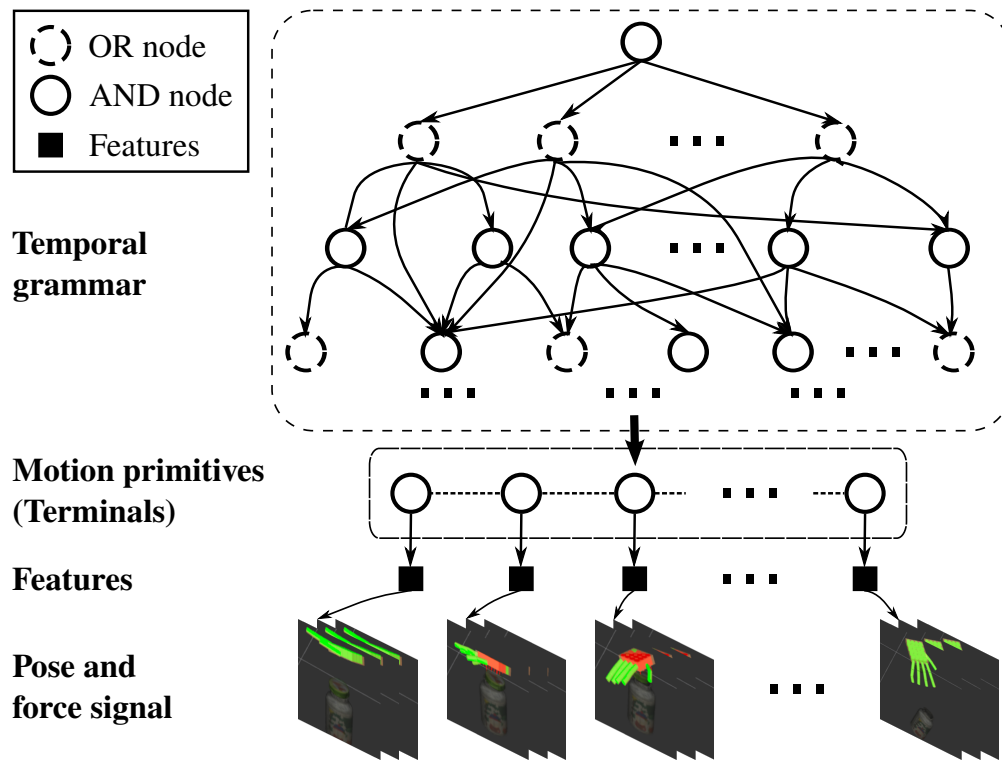 OR node
AND node
Features
Temporal
grammar
Motion primitives
(Terminals)
Features
Pose and
force signal